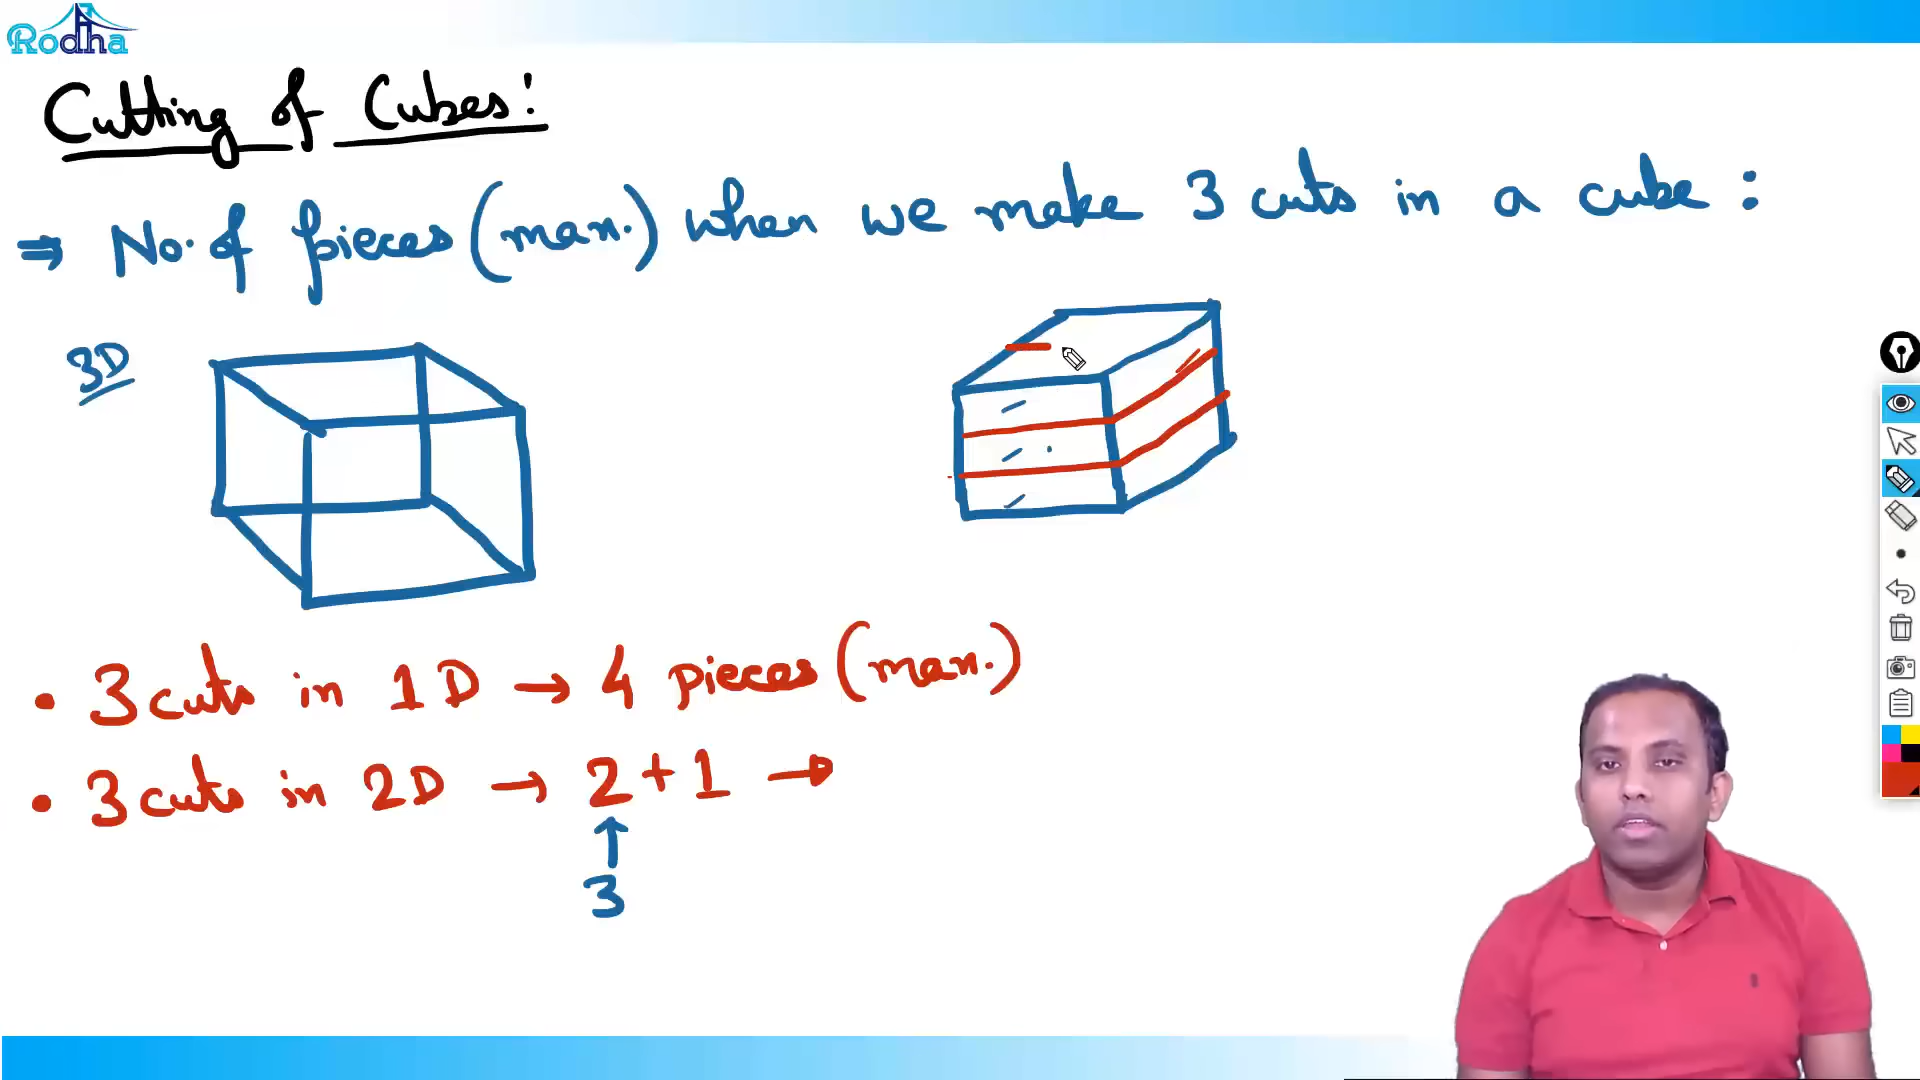 Rodha
Cutting of Cubes:
⇒ No. of pieces (max.) when we make 3 cuts in a cube :
3D
• 3 cuts in 1D → 4 pieces (max.)
• 3 cuts in 2D → 2 + 1 →
↑
3